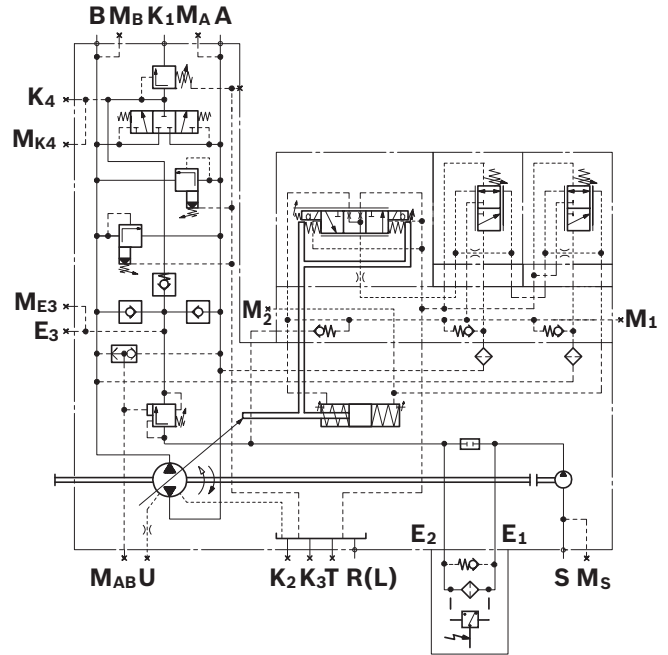 B MB K1 MA A
K4
MK4
ME3
E3
M2
M1
E2 E1
MAB U K2 K3 T R(L) S MS